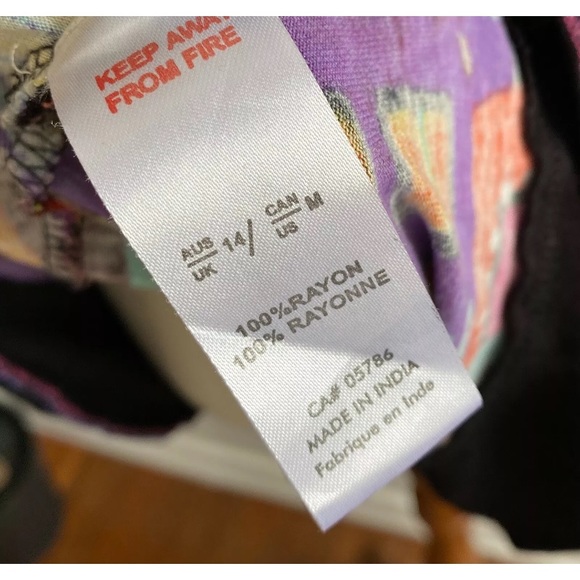 KEEP AWAY
FROM FIRE
AUS
UK 14/ CAN
US M
100%RAYON
100% RAYONNE
CA# 05786
MADE IN INDIA
Fabrique en Inde